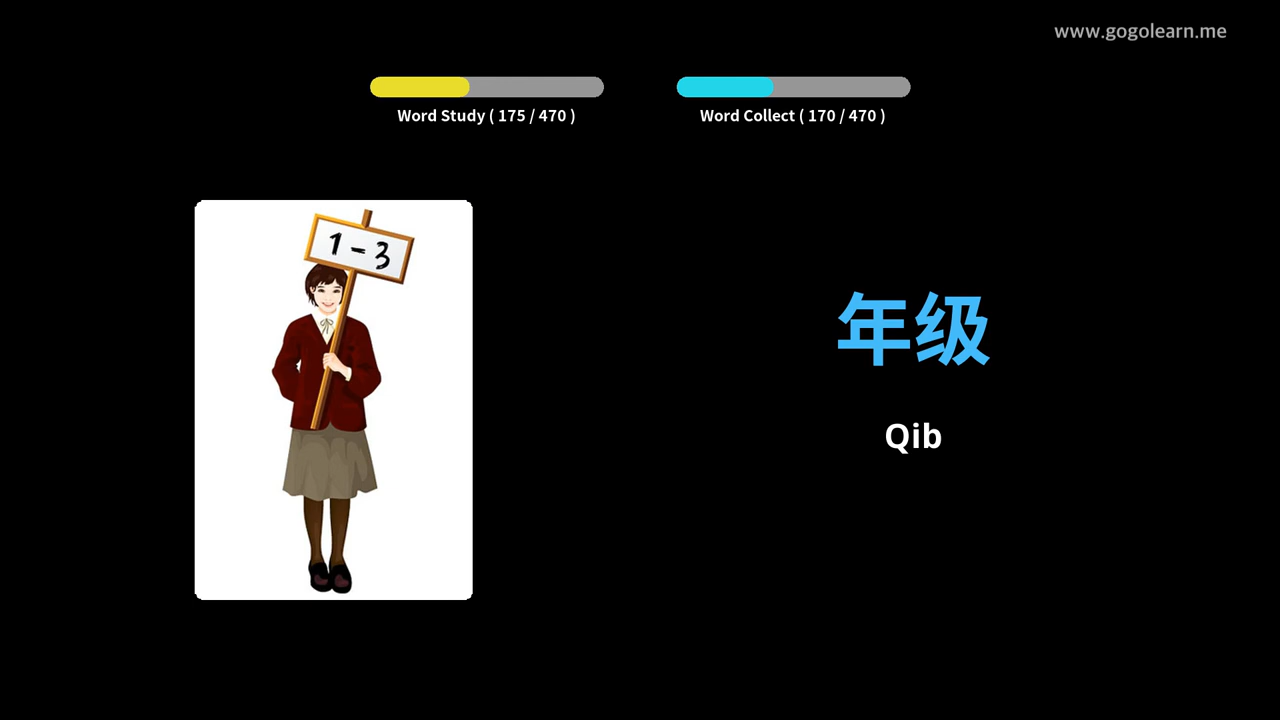 www.gogolearn.me
Word Study ( 175 / 470 )
Word Collect ( 170 / 470 )
1 - 3
年级
Qib